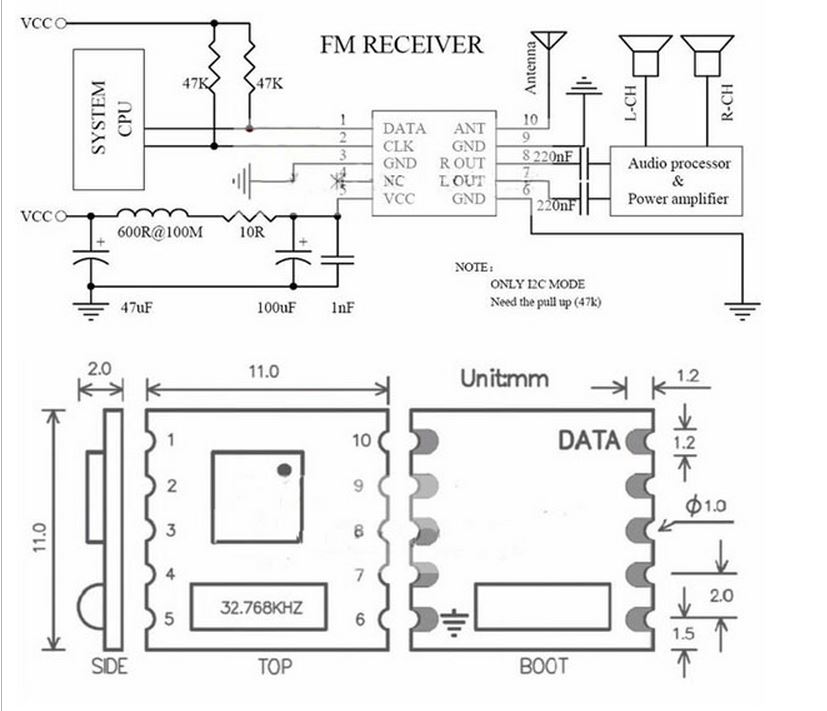 VCC
FM RECEIVER
47K
47K
SYSTEM
CPU
Antenna
L-CH
R-CH
1
2
3
4
5
DATA
CLK
GND
NC
VCC
ANT
GND
R OUT
L OUT
GND
10
9
8
7
6
220nF
220nF
Audio processor
&
Power amplifier
VCC
600R@100M
10R
47uF
100uF
1nF
NOTE:
ONLY I2C MODE
Need the pull up (47k)
2.0
11.0
Unit:mm
1.2
11.0
1
2
3
4
5
10
9
8
7
6
32.768KHZ
DATA
1.2
ϕ1.0
2.0
1.5
SIDE
TOP
BOOT